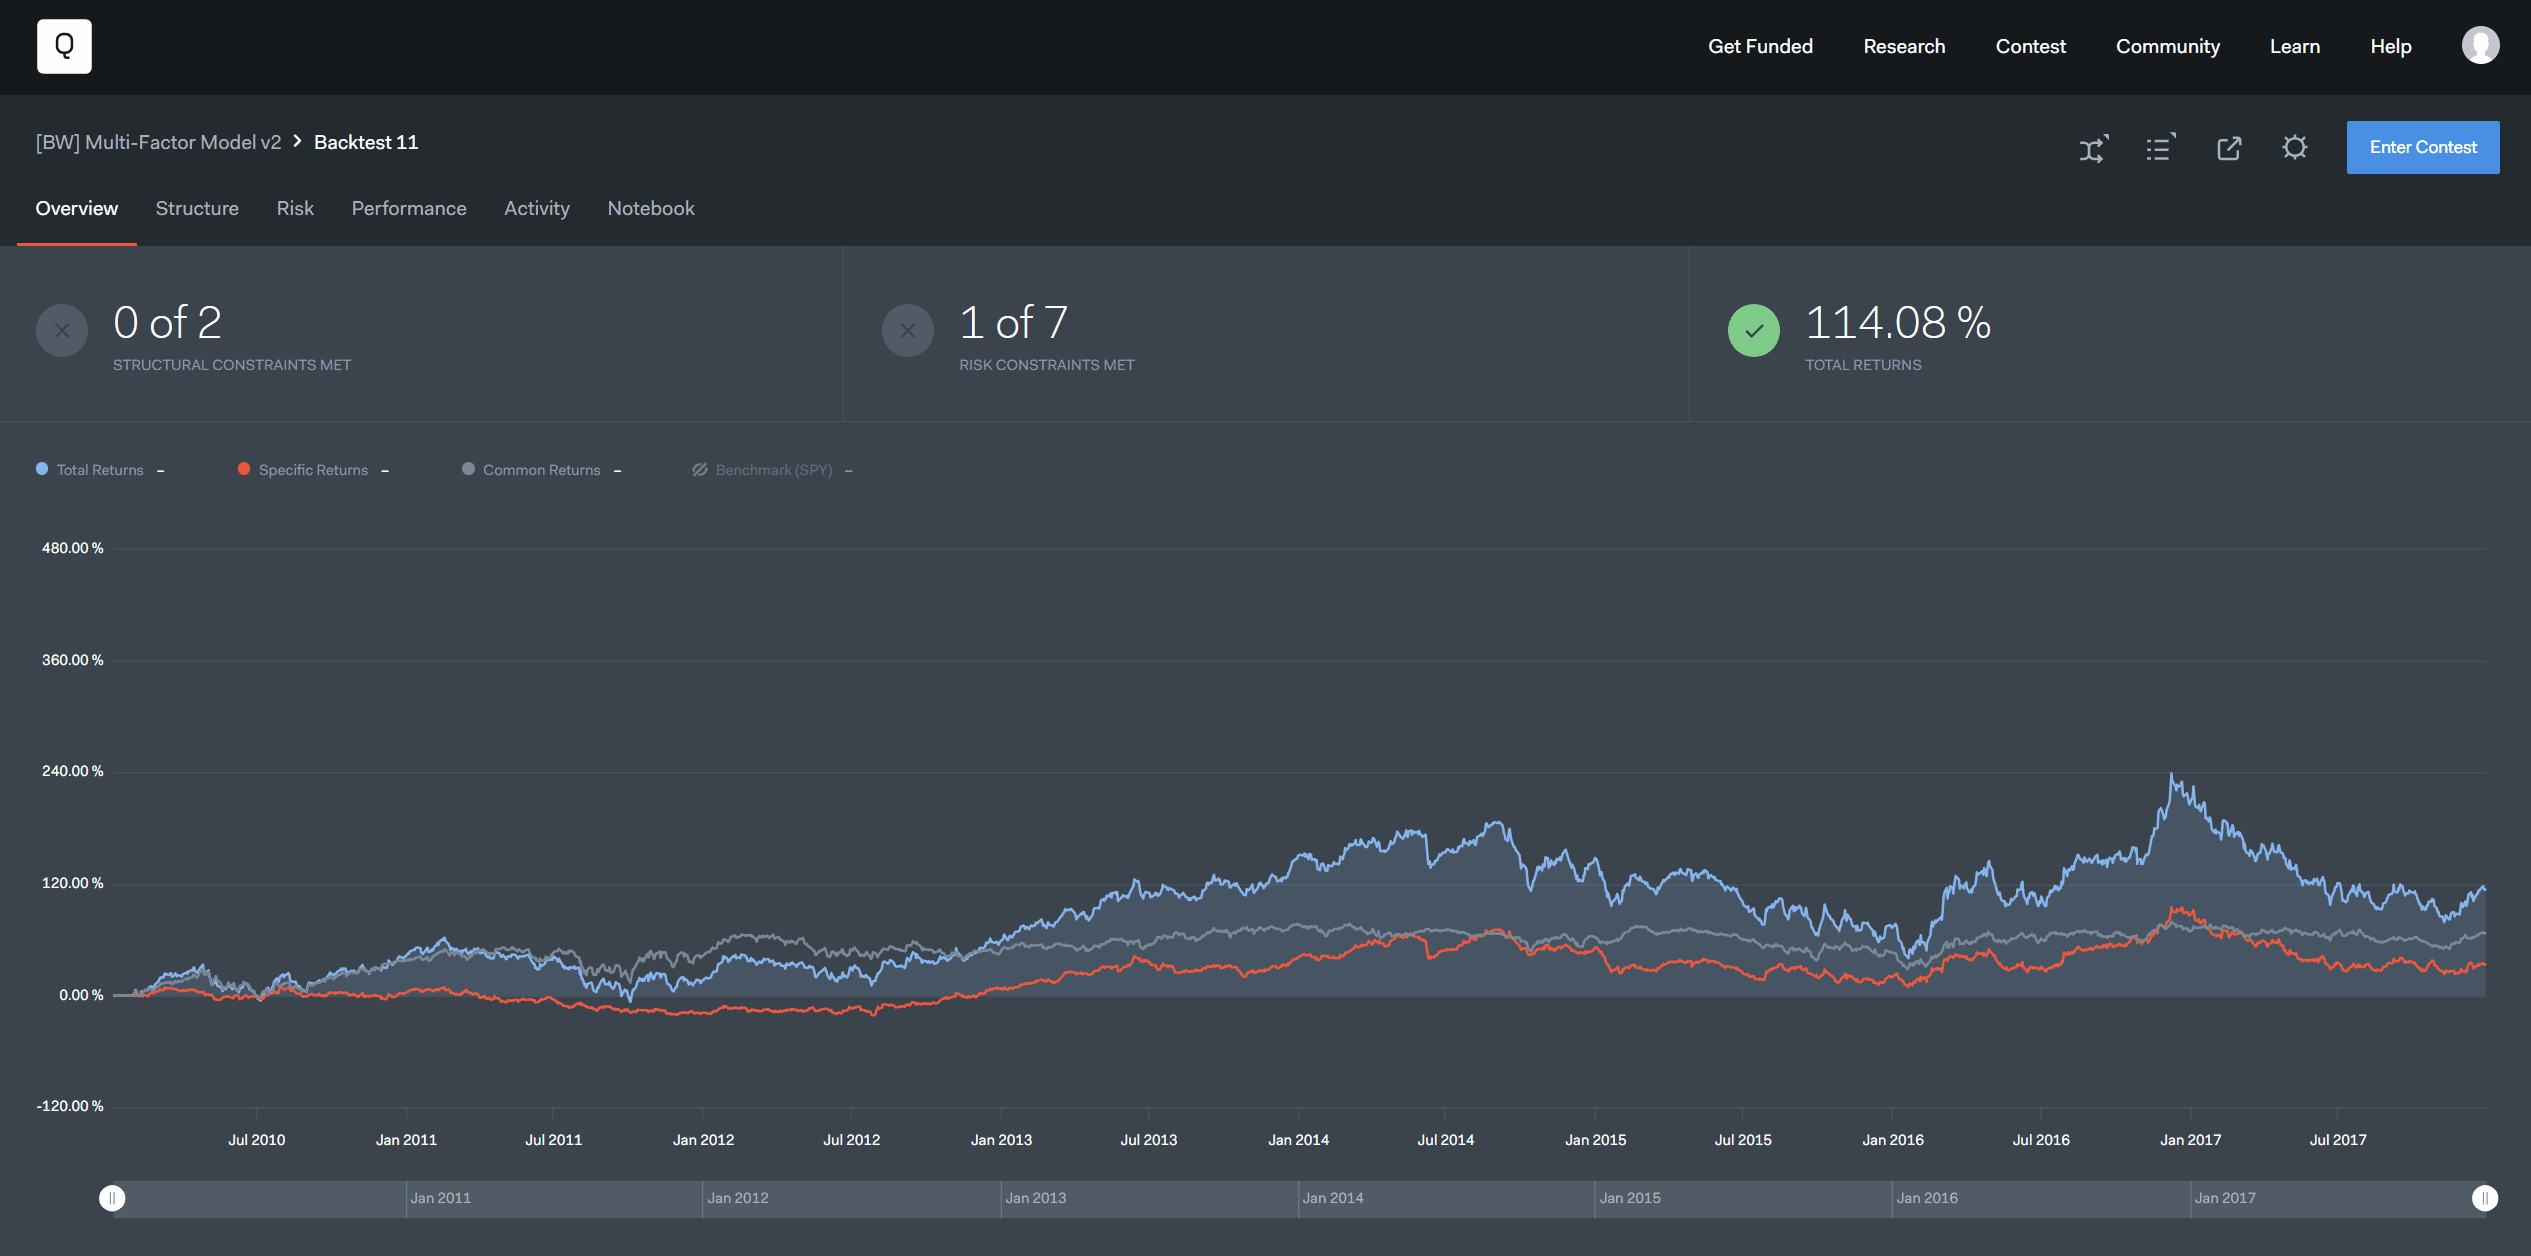 Q
Get Funded Research Contest Community Learn Help
[BW] Multi-Factor Model v2 > Backtest 11
Enter Contest
Overview Structure Risk Performance Activity Notebook
0 of 2
STRUCTURAL CONSTRAINTS MET
1 of 7
RISK CONSTRAINTS MET
114.08 %
TOTAL RETURNS
Total Returns – Specific Returns – Common Returns – Benchmark (SPY) –
480.00 %
360.00 %
240.00 %
120.00 %
0.00 %
-120.00 %
Jul 2010 Jan 2011 Jul 2011 Jan 2012 Jul 2012 Jan 2013 Jul 2013 Jan 2014 Jul 2014 Jan 2015 Jul 2015 Jan 2016 Jul 2016 Jan 2017 Jul 2017
Jan 2011 Jan 2012 Jan 2013 Jan 2014 Jan 2015 Jan 2016 Jan 2017